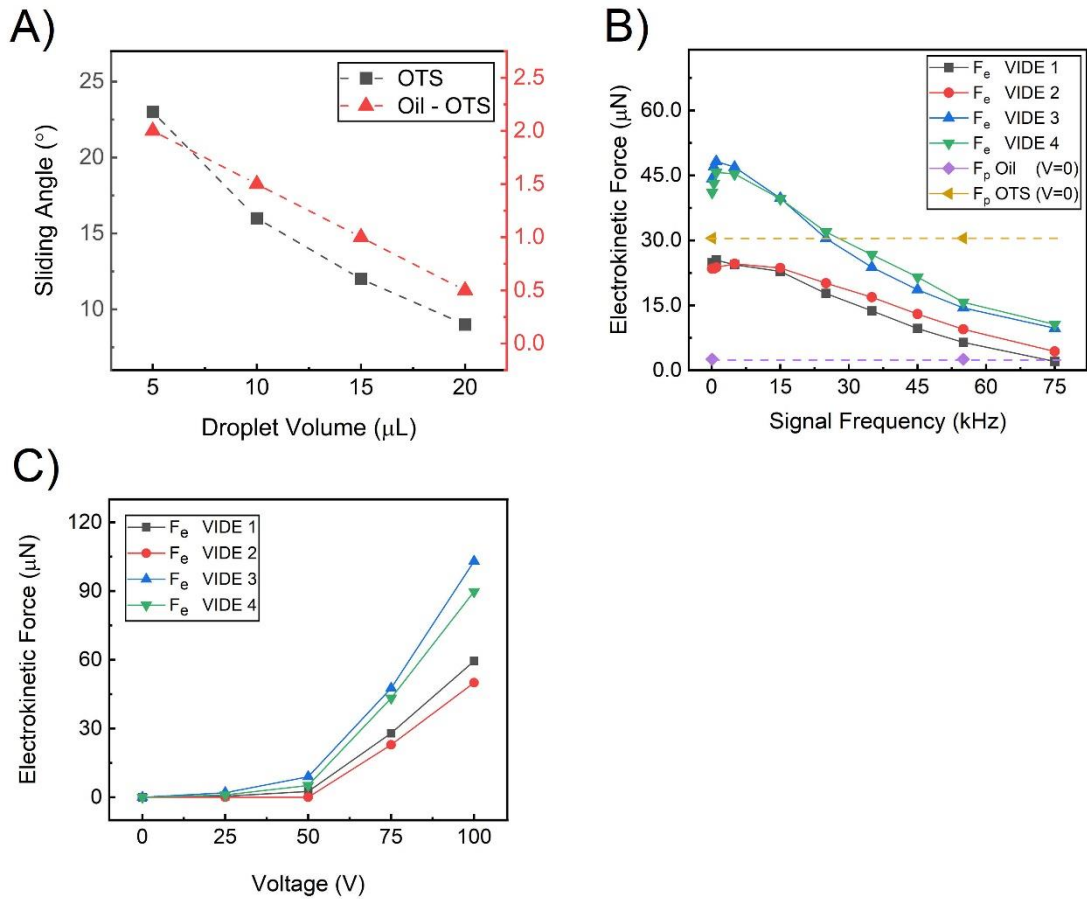 A)
OTS
Oil - OTS
25
20
15
10
2.5
2.0
1.5
1.0
0.5
0.0
Sliding Angle (°)
5 10 15 20
Droplet Volume (μL)
B)
Fe VIDE 1
Fe VIDE 2
Fe VIDE 3
Fe VIDE 4
Fp Oil (V=0)
Fp OTS (V=0)
60.0
45.0
30.0
15.0
0.0
Electrokinetic Force (μN)
0 15 30 45 60 75
Signal Frequency (kHz)
C)
Fe VIDE 1
Fe VIDE 2
Fe VIDE 3
Fe VIDE 4
120
90
60
30
0
Electrokinetic Force (μN)
0 25 50 75 100
Voltage (V)